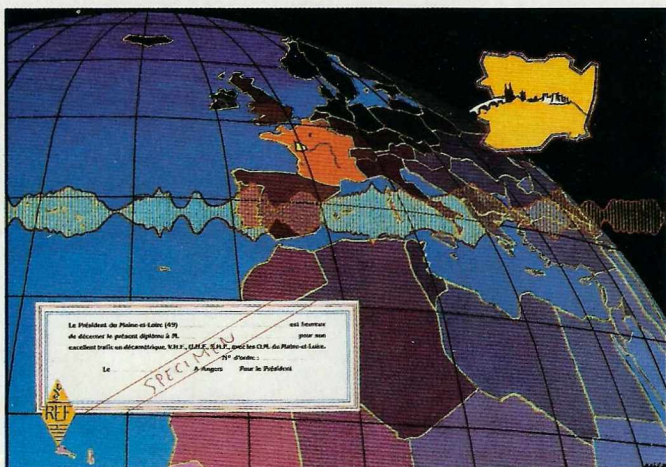 Le Président du Maine-et-Loire (49) est heureux
de décerner le présent diplôme à M. pour son
excellent trafic en décamétrique, V.H.F., U.H.F., S.H.F., avec les O.M. du Maine-et-Loire.
N° d'ordre :
Le A Angers Pour le Président
SPECIMEN
REF